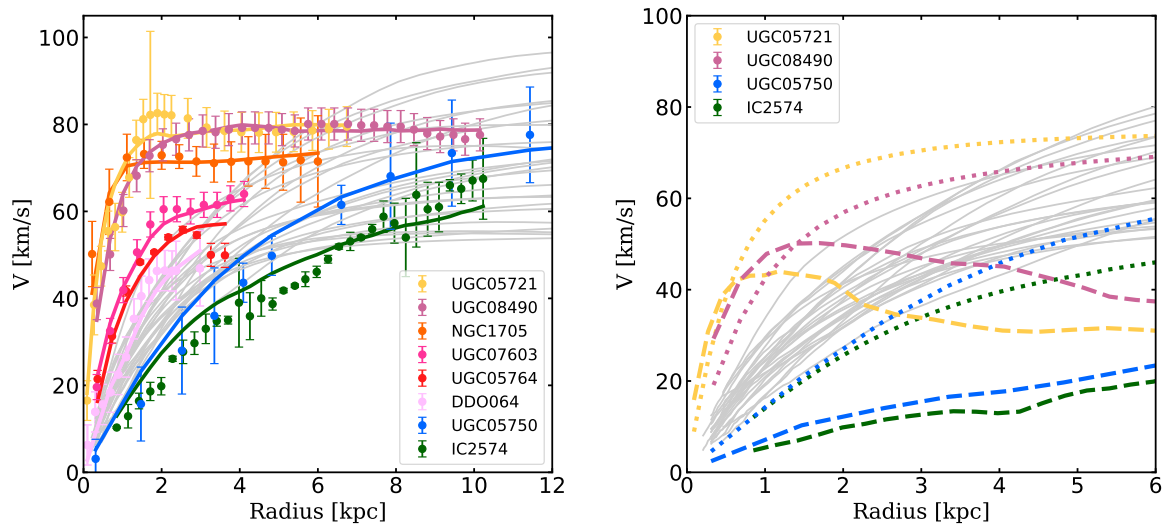 100
80
60
40
20
0
V [km/s]
0 2 4 6 8 10 12
Radius [kpc]
UGC05721
UGC08490
NGC1705
UGC07603
UGC05764
DDO064
UGC05750
IC2574
100
80
60
40
20
0
V [km/s]
0 1 2 3 4 5 6
Radius [kpc]
UGC05721
UGC08490
UGC05750
IC2574